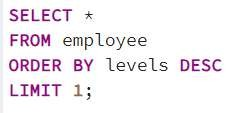 SELECT *
FROM employee
ORDER BY levels DESC
LIMIT 1;